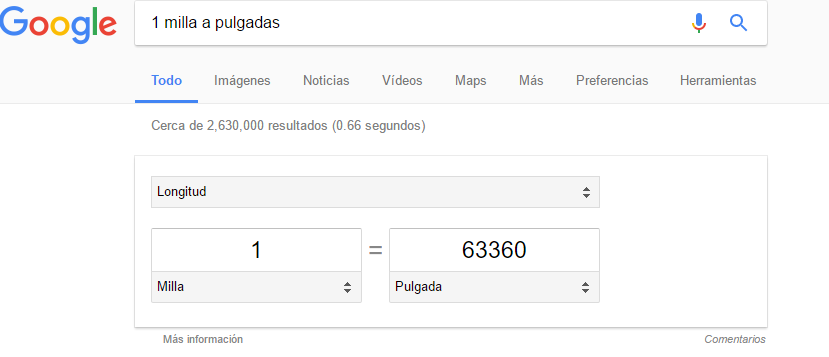 Google
1 milla a pulgadas
Todo Imágenes Noticias Vídeos Maps Más Preferencias Herramientas
Cerca de 2,630,000 resultados (0.66 segundos)
Longitud
1 = 63360
Milla Pulgada
Más información Comentarios